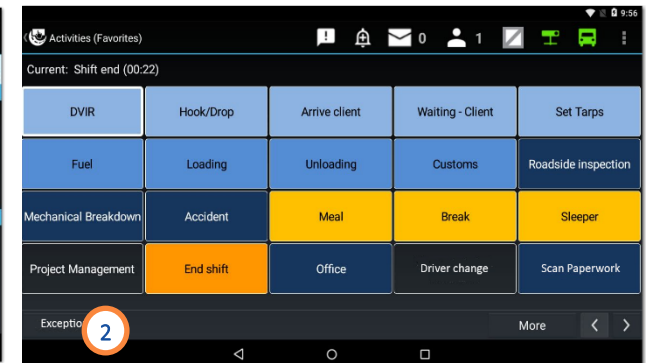 9:56
Activities (Favorites) 0 1
Current: Shift end (00:22)
DVIR Hook/Drop Arrive client Waiting - Client Set Tarps
Fuel Loading Unloading Customs Roadside inspection
Mechanical Breakdown Accident Meal Break Sleeper
Project Management End shift Office Driver change Scan Paperwork
2 More